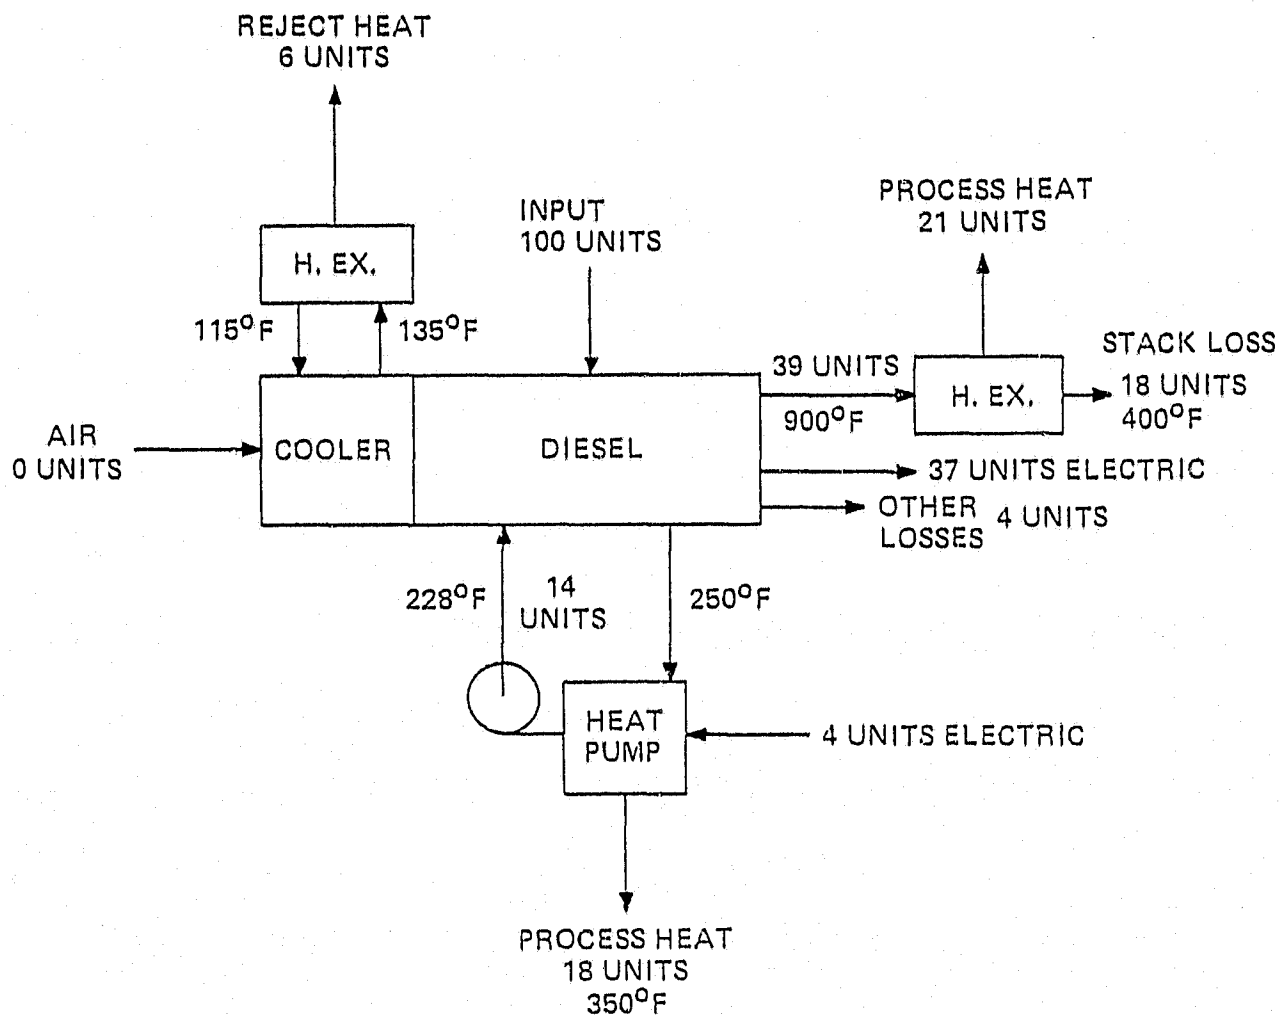 REJECT HEAT
6 UNITS
INPUT
100 UNITS
PROCESS HEAT
21 UNITS
H. EX.
115°F
135°F
39 UNITS
900°F
H. EX.
STACK LOSS
18 UNITS
400°F
AIR
0 UNITS
COOLER
DIESEL
37 UNITS ELECTRIC
OTHER
LOSSES
4 UNITS
228°F
14
UNITS
250°F
HEAT
PUMP
4 UNITS ELECTRIC
PROCESS HEAT
18 UNITS
350°F